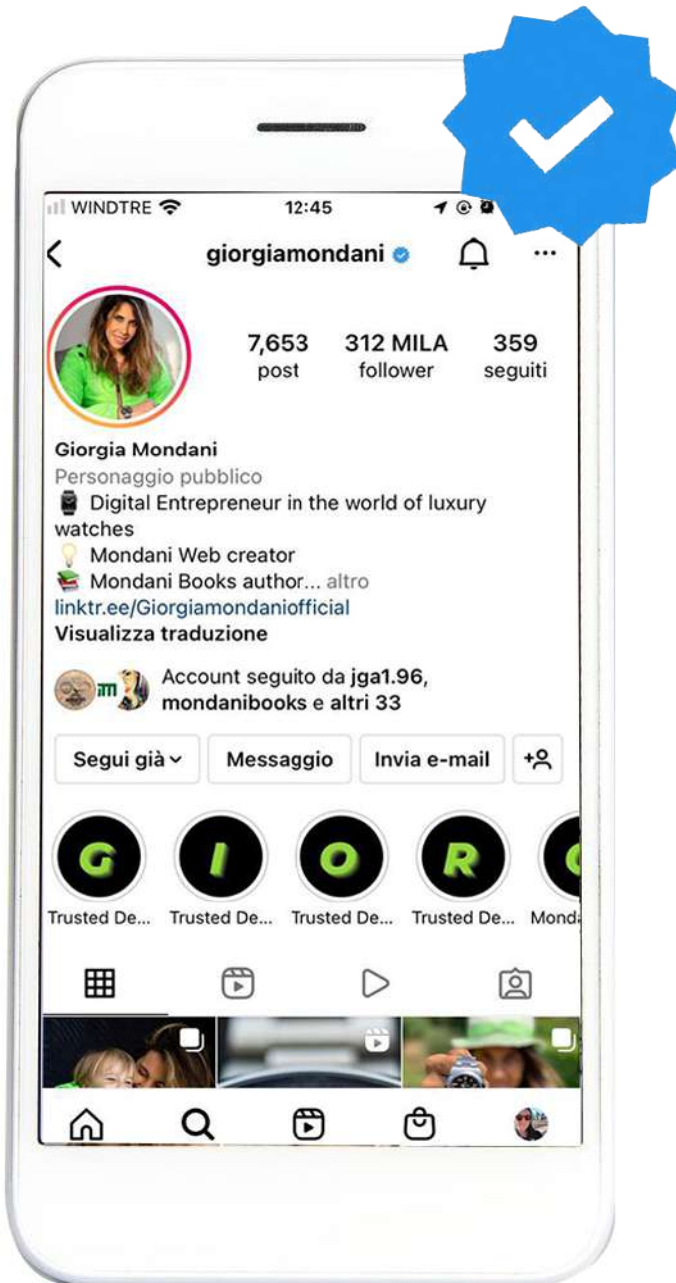 WINDTRE 12:45
giorgiamondani
7,653 312 MILA 359
post follower seguiti
Giorgia Mondani
Personaggio pubblico
Digital Entrepreneur in the world of luxury
watches
Mondani Web creator
Mondani Books author... altro
linktr.ee/Giorgiamondaniofficial
Visualizza traduzione
Account seguito da jga1.96,
mondanibooks e altri 33
Segui già Messaggio Invia e-mail
G I O R G
Trusted De... Trusted De... Trusted De... Trusted De... Monda